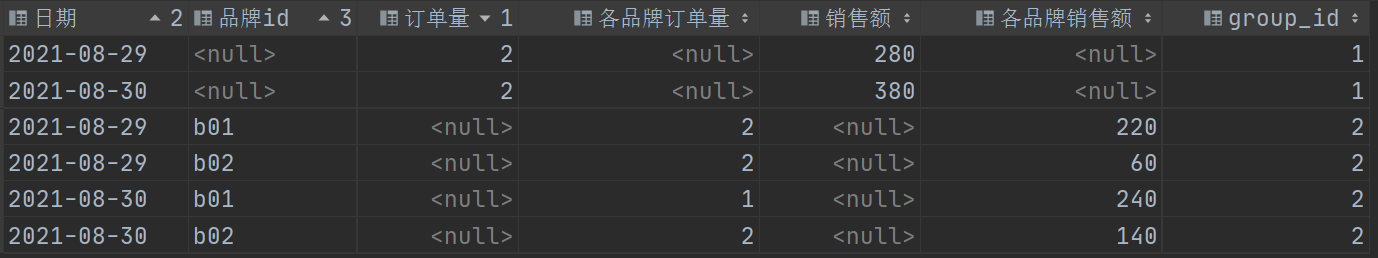 日期 2 品牌id 3 订单量 1 各品牌订单量 销售额 各品牌销售额 group_id
2021-08-29 <null> 2 <null> 280 <null> 1
2021-08-30 <null> 2 <null> 380 <null> 1
2021-08-29 b01 <null> 2 <null> 220 2
2021-08-29 b02 <null> 2 <null> 60 2
2021-08-30 b01 <null> 1 <null> 240 2
2021-08-30 b02 <null> 2 <null> 140 2